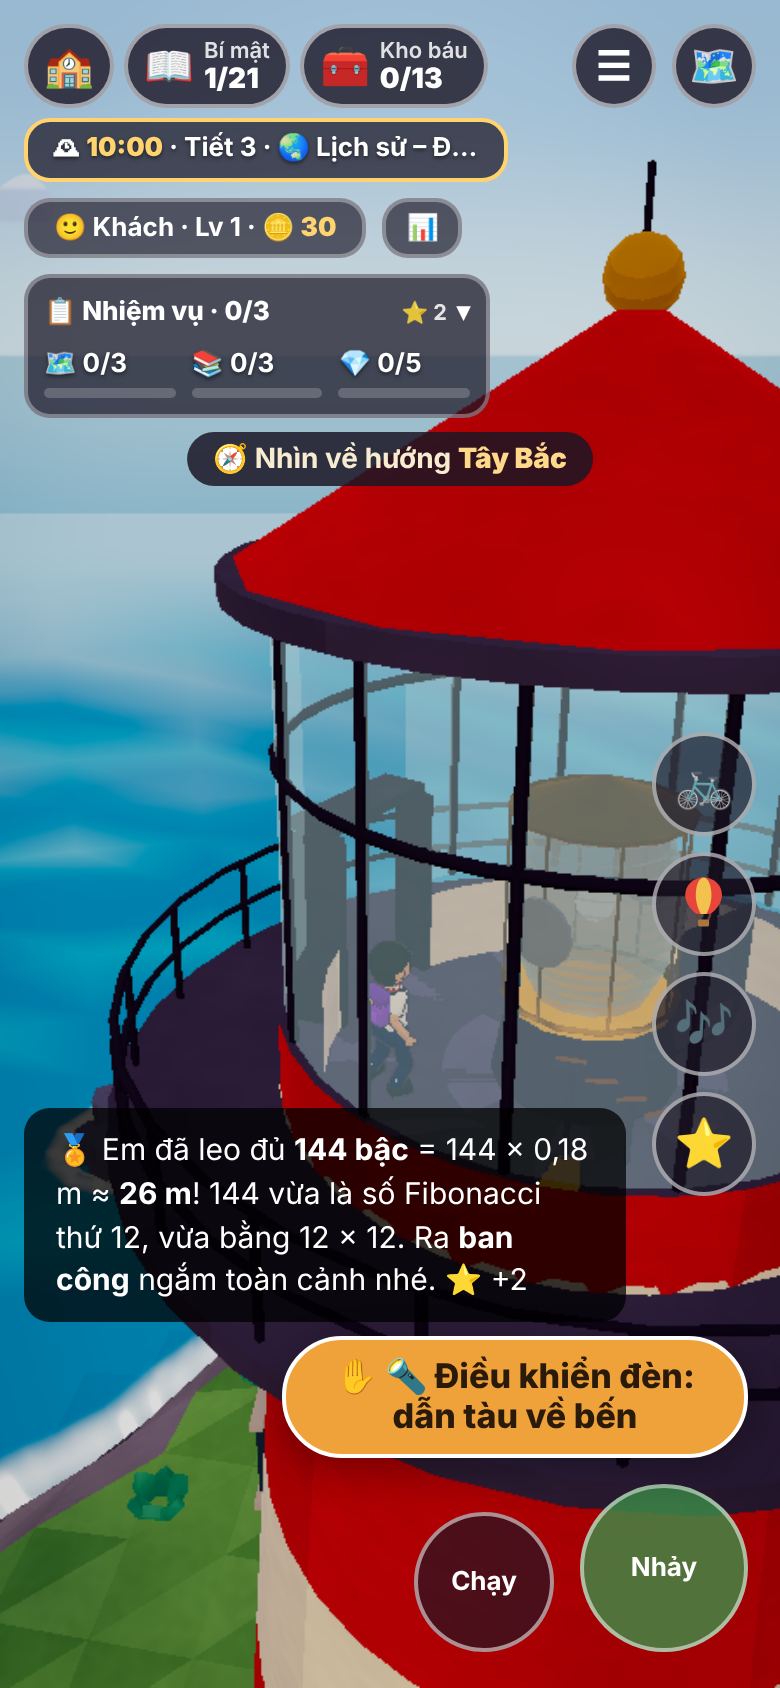 Bí mật
1/21
Kho báu
0/13
10:00 · Tiết 3 · Lịch sử – Đ...
Khách · Lv 1 · 30
Nhiệm vụ · 0/3
2 ▼
0/3
0/3
0/5
Nhìn về hướng Tây Bắc
Em đã leo đủ 144 bậc = 144 × 0,18
m ≈ 26 m! 144 vừa là số Fibonacci
thứ 12, vừa bằng 12 × 12. Ra ban
công ngắm toàn cảnh nhé. ⭐ +2
Điều khiển đèn:
dẫn tàu về bến
Chạy
Nhảy